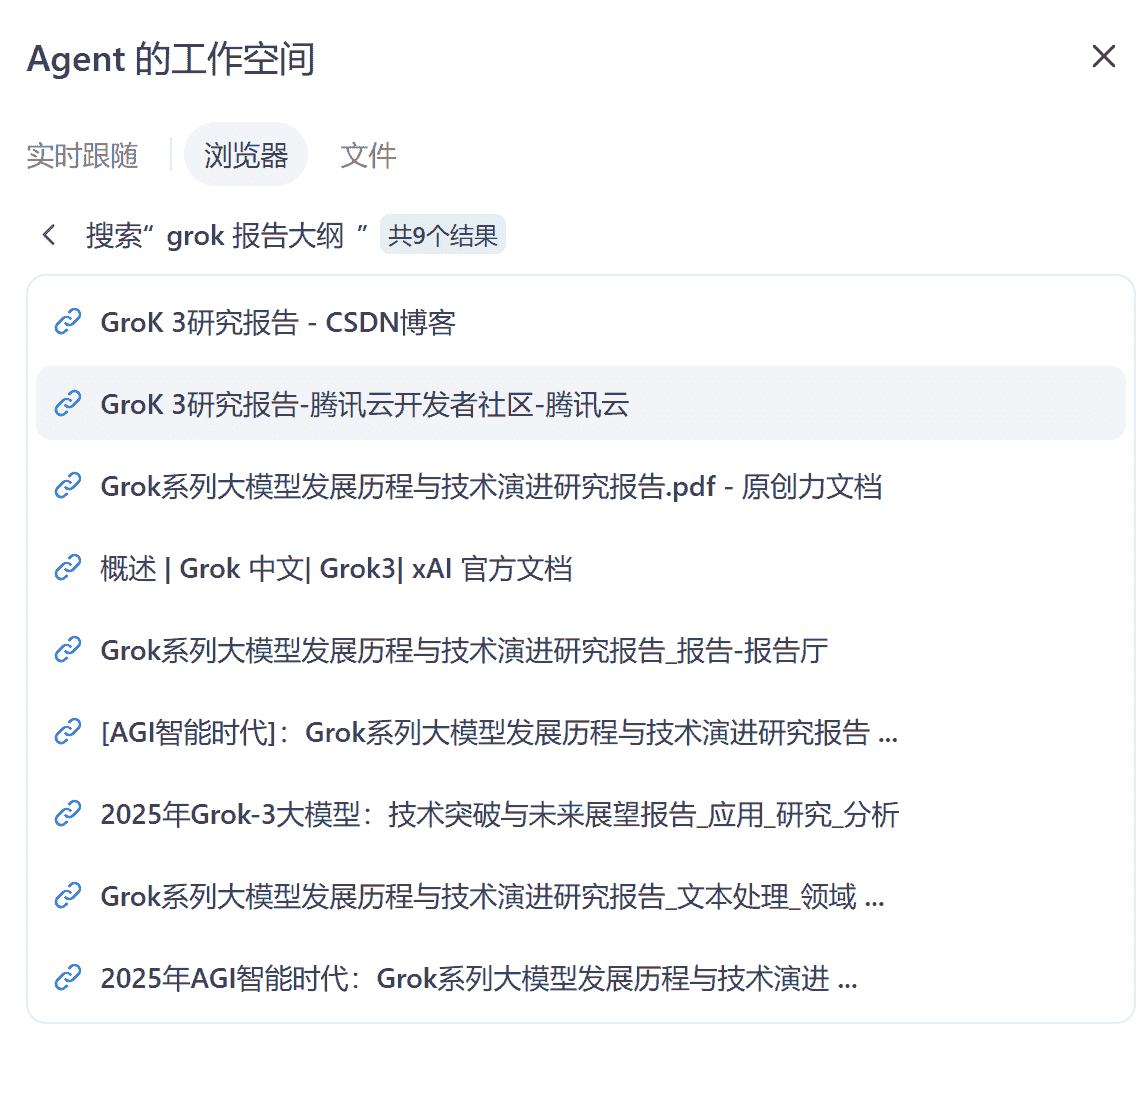 Agent 的工作空间
实时跟随 浏览器 文件
搜索“ grok 报告大纲 ” 共9个结果
GroK 3研究报告 - CSDN博客
GroK 3研究报告-腾讯云开发者社区-腾讯云
Grok系列大模型发展历程与技术演进研究报告.pdf - 原创力文档
概述 | Grok 中文| Grok3| xAI 官方文档
Grok系列大模型发展历程与技术演进研究报告_报告-报告厅
[AGI智能时代]：Grok系列大模型发展历程与技术演进研究报告 ...
2025年Grok-3大模型：技术突破与未来展望报告_应用_研究_分析
Grok系列大模型发展历程与技术演进研究报告_文本处理_领域 ...
2025年AGI智能时代：Grok系列大模型发展历程与技术演进 ...